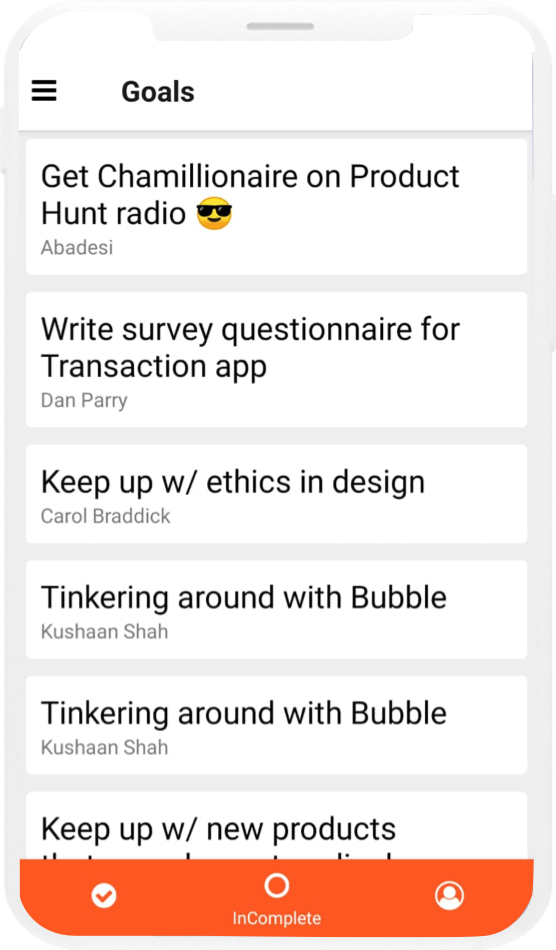 Goals
Get Chamillionaire on Product
Hunt radio 😎
Abadesi
Write survey questionnaire for
Transaction app
Dan Parry
Keep up w/ ethics in design
Carol Braddick
Tinkering around with Bubble
Kushaan Shah
Tinkering around with Bubble
Kushaan Shah
Keep up w/ new products
InComplete